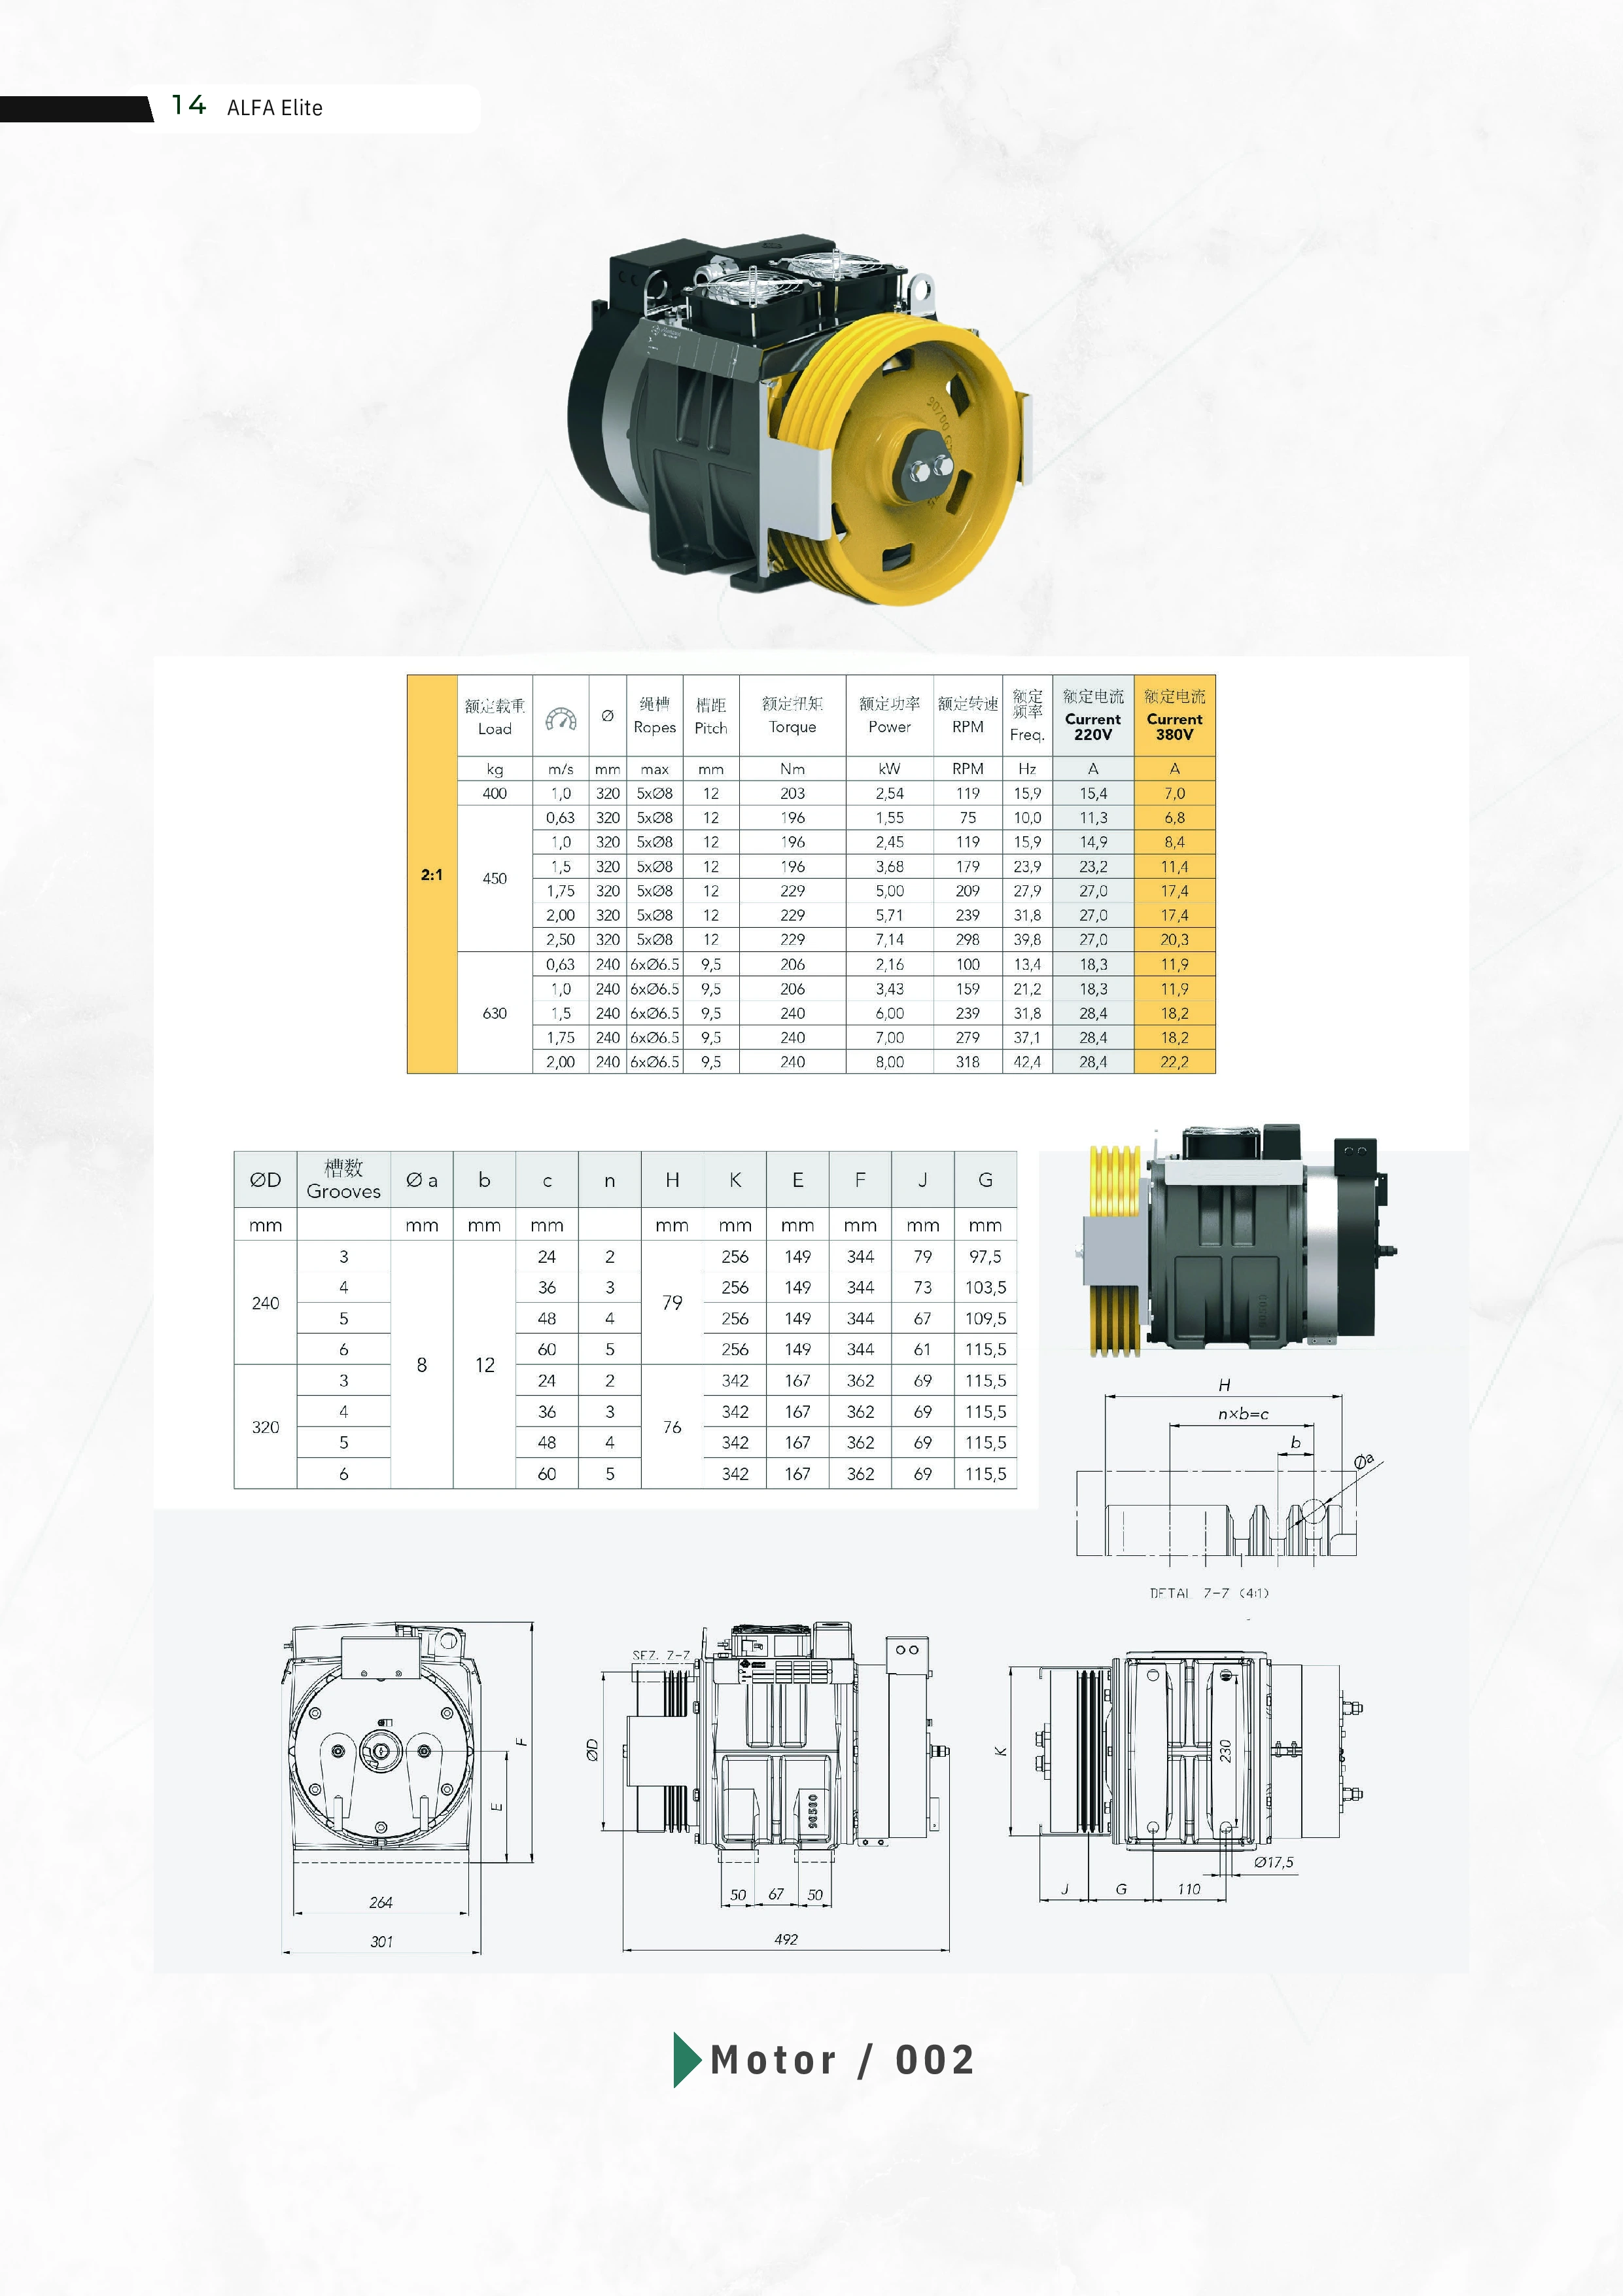 14 ALFA Elite
额定载重 绳槽 槽距 额定扭矩 额定功率 额定转速 额定频率 额定电流 额定电流
Load Ø Ropes Pitch Torque Power RPM Freq. Current 220V Current 380V
kg m/s mm max mm Nm kW RPM Hz A A
2:1
400 1,0 320 5xØ8 12 203 2,54 119 15,9 15,4 7,0
450
0,63 320 5xØ8 12 196 1,55 75 10,0 11,3 6,8
1,0 320 5xØ8 12 196 2,45 119 15,9 14,9 8,4
1,5 320 5xØ8 12 196 3,68 179 23,9 23,2 11,4
1,75 320 5xØ8 12 229 5,00 209 27,9 27,0 17,4
2,00 320 5xØ8 12 229 5,71 239 31,8 27,0 17,4
2,50 320 5xØ8 12 229 7,14 298 39,8 27,0 20,3
630
0,63 240 6xØ6.5 9,5 206 2,16 100 13,4 18,3 11,9
1,0 240 6xØ6.5 9,5 206 3,43 159 21,2 18,3 11,9
1,5 240 6xØ6.5 9,5 240 6,00 239 31,8 28,4 18,2
1,75 240 6xØ6.5 9,5 240 7,00 279 37,1 28,4 18,2
2,00 240 6xØ6.5 9,5 240 8,00 318 42,4 28,4 22,2
ØD 槽数 Grooves Ø a b c n H K E F J G
mm mm mm mm mm mm mm mm mm mm
240 8 12 79
3 24 2 256 149 344 79 97,5
4 36 3 256 149 344 73 103,5
5 48 4 256 149 344 67 109,5
6 60 5 256 149 344 61 115,5
320 76
3 24 2 342 167 362 69 115,5
4 36 3 342 167 362 69 115,5
5 48 4 342 167 362 69 115,5
6 60 5 342 167 362 69 115,5
H
n×b=c
b
Øa
DETAL Z-Z (4:1)
F
E
264
301
SEZ. Z-Z
ØD
90500
50 67 50
492
K
230
Ø17,5
J G 110
Motor / 002